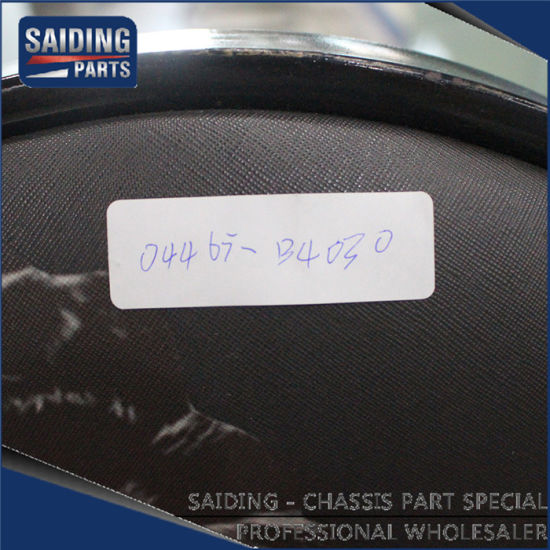 SAIDING
PARTS
04465-B4030
SAIDING - CHASSIS PART SPECIAL
PROFESSIONAL WHOLESALER